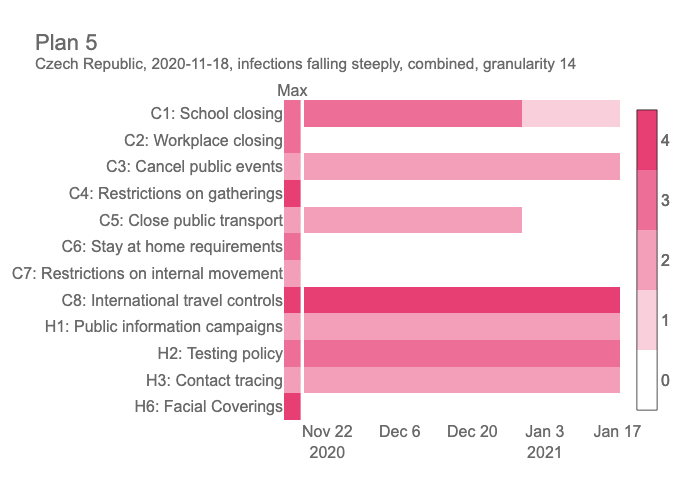 Plan 5
Czech Republic, 2020-11-18, infections falling steeply, combined, granularity 14
Max
C1: School closing
C2: Workplace closing
C3: Cancel public events
C4: Restrictions on gatherings
C5: Close public transport
C6: Stay at home requirements
C7: Restrictions on internal movement
C8: International travel controls
H1: Public information campaigns
H2: Testing policy
H3: Contact tracing
H6: Facial Coverings
4
3
2
1
0
Nov 22 Dec 6 Dec 20 Jan 3 Jan 17
2020 2021